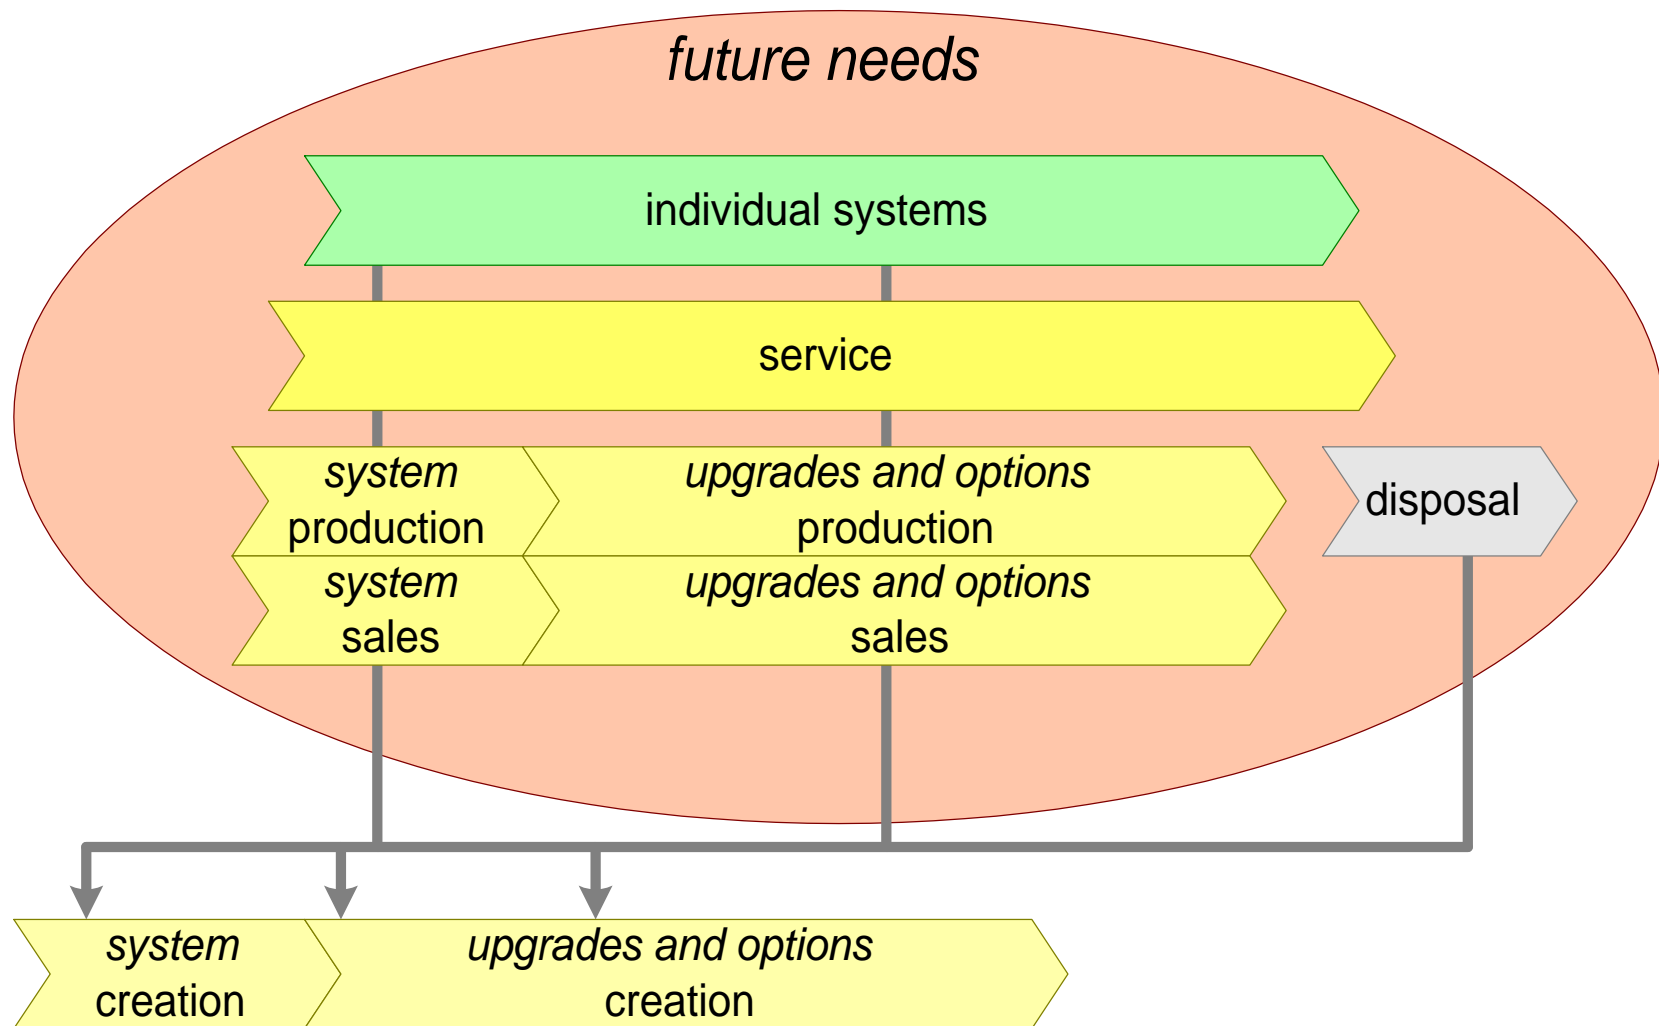 future needs
individual systems
service
system
production
upgrades and options
production
disposal
system
sales
upgrades and options
sales
system
creation
upgrades and options
creation